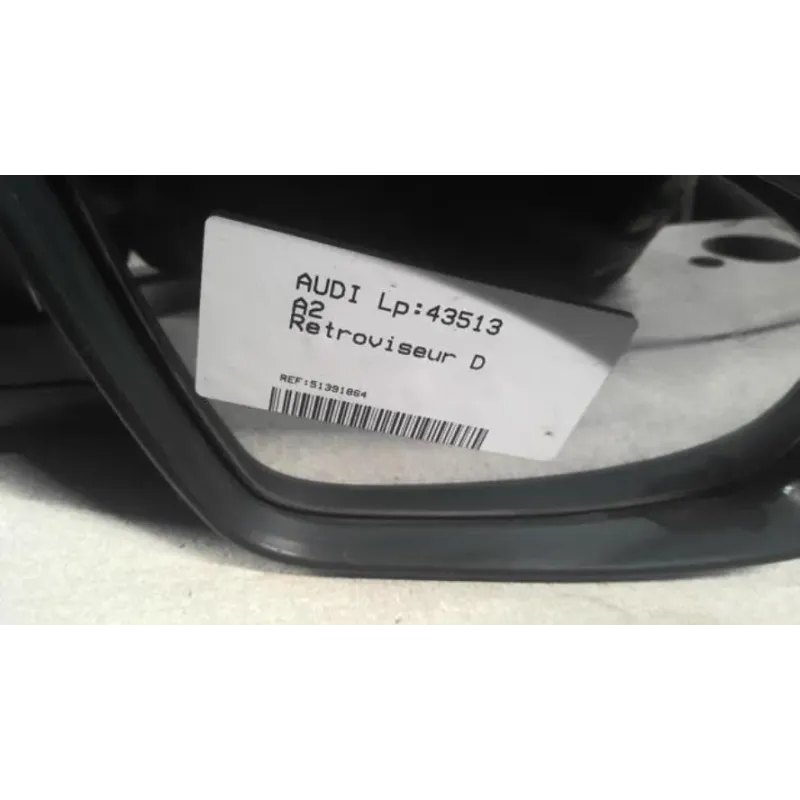 AUDI Lp:43513
A2
Retroviseur D
REF:51391864